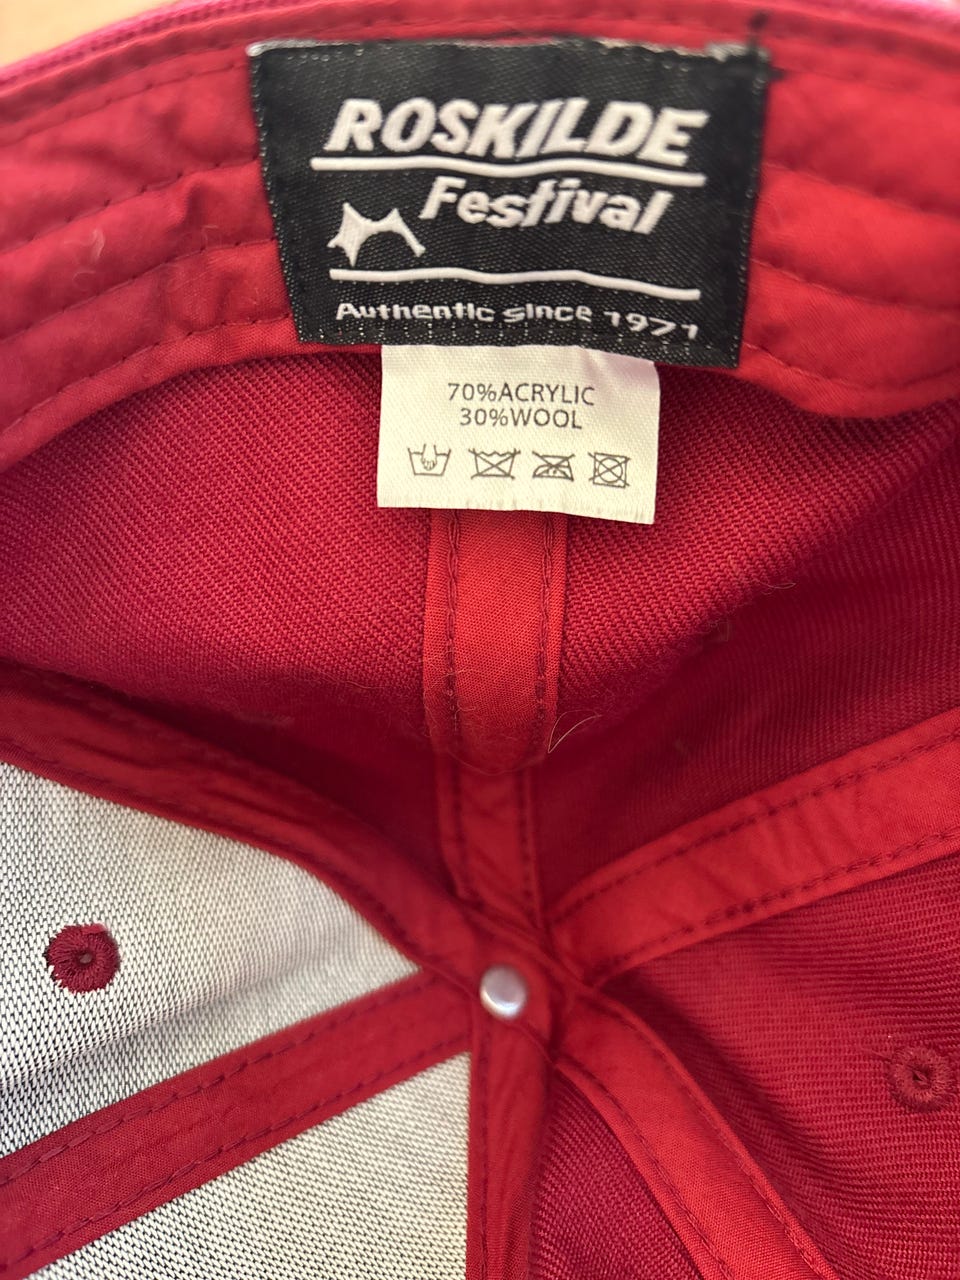 ROSKILDE
Festival
Authentic since 1971
70%ACRYLIC
30%WOOL